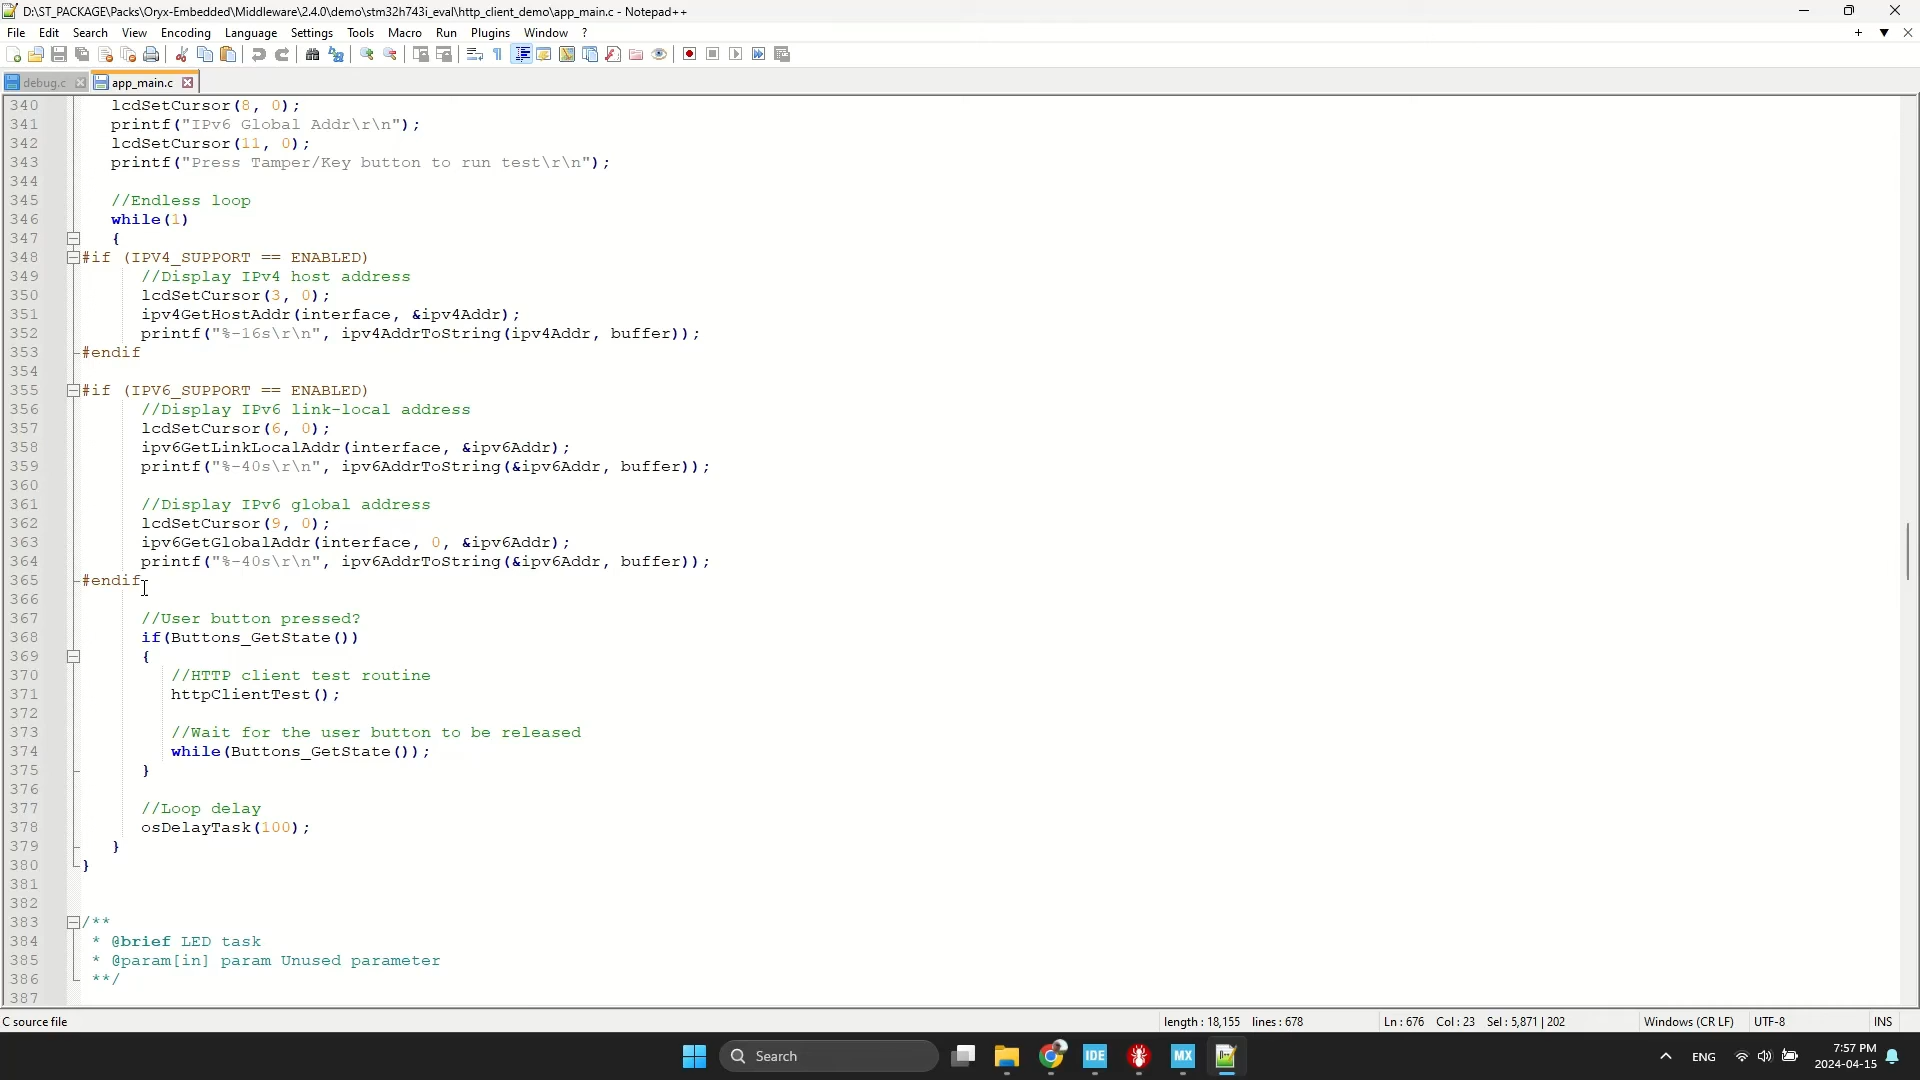 D:\ST_PACKAGE\Packs\Oryx-Embedded\Middleware\2.4.0\demo\stm32h743i_eval\http_client_demo\app_main.c - Notepad++
File Edit Search View Encoding Language Settings Tools Macro Run Plugins Window ?
debug.c app_main.c
340 lcdSetCursor(8, 0);
341 printf("IPv6 Global Addr\r\n");
342 lcdSetCursor(11, 0);
343 printf("Press Tamper/Key button to run test\r\n");
344
345 //Endless loop
346 while(1)
347 {
348 #if (IPV4_SUPPORT == ENABLED)
349 //Display IPv4 host address
350 lcdSetCursor(3, 0);
351 ipv4GetHostAddr(interface, &ipv4Addr);
352 printf("%-16s\r\n", ipv4AddrToString(ipv4Addr, buffer));
353 #endif
354
355 #if (IPV6_SUPPORT == ENABLED)
356 //Display IPv6 link-local address
357 lcdSetCursor(6, 0);
358 ipv6GetLinkLocalAddr(interface, &ipv6Addr);
359 printf("%-40s\r\n", ipv6AddrToString(&ipv6Addr, buffer));
360
361 //Display IPv6 global address
362 lcdSetCursor(9, 0);
363 ipv6GetGlobalAddr(interface, 0, &ipv6Addr);
364 printf("%-40s\r\n", ipv6AddrToString(&ipv6Addr, buffer));
365 #endif
366
367 //User button pressed?
368 if(Buttons_GetState())
369 {
370 //HTTP client test routine
371 httpClientTest();
372
373 //Wait for the user button to be released
374 while(Buttons_GetState());
375 }
376
377 //Loop delay
378 osDelayTask(100);
379 }
380 }
381
382
383 /**
384 * @brief LED task
385 * @param[in] param Unused parameter
386 **/
387
C source file length : 18,155 lines : 678 Ln : 676 Col : 23 Sel : 5,871 | 202 Windows (CR LF) UTF-8 INS
Search IDE MX ENG 7:57 PM
2024-04-15